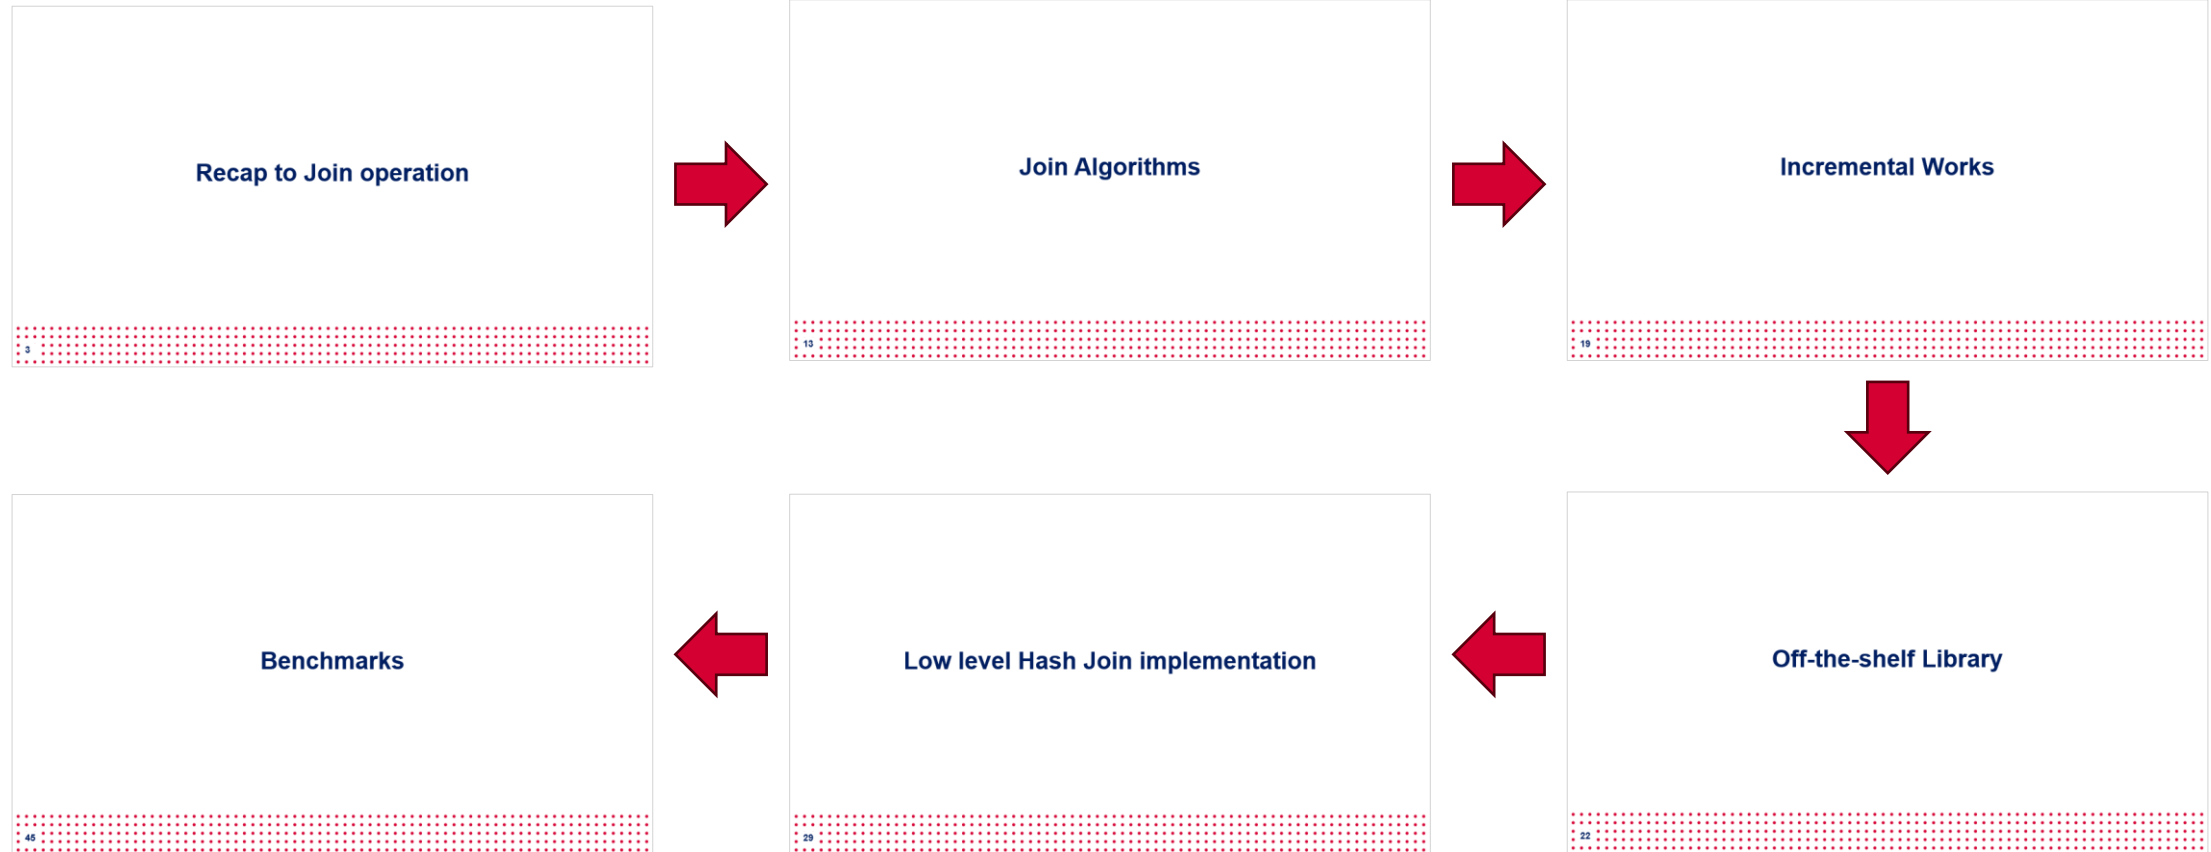 Recap to Join operation
3
Join Algorithms
13
Incremental Works
19
Off-the-shelf Library
22
Low level Hash Join implementation
29
Benchmarks
45